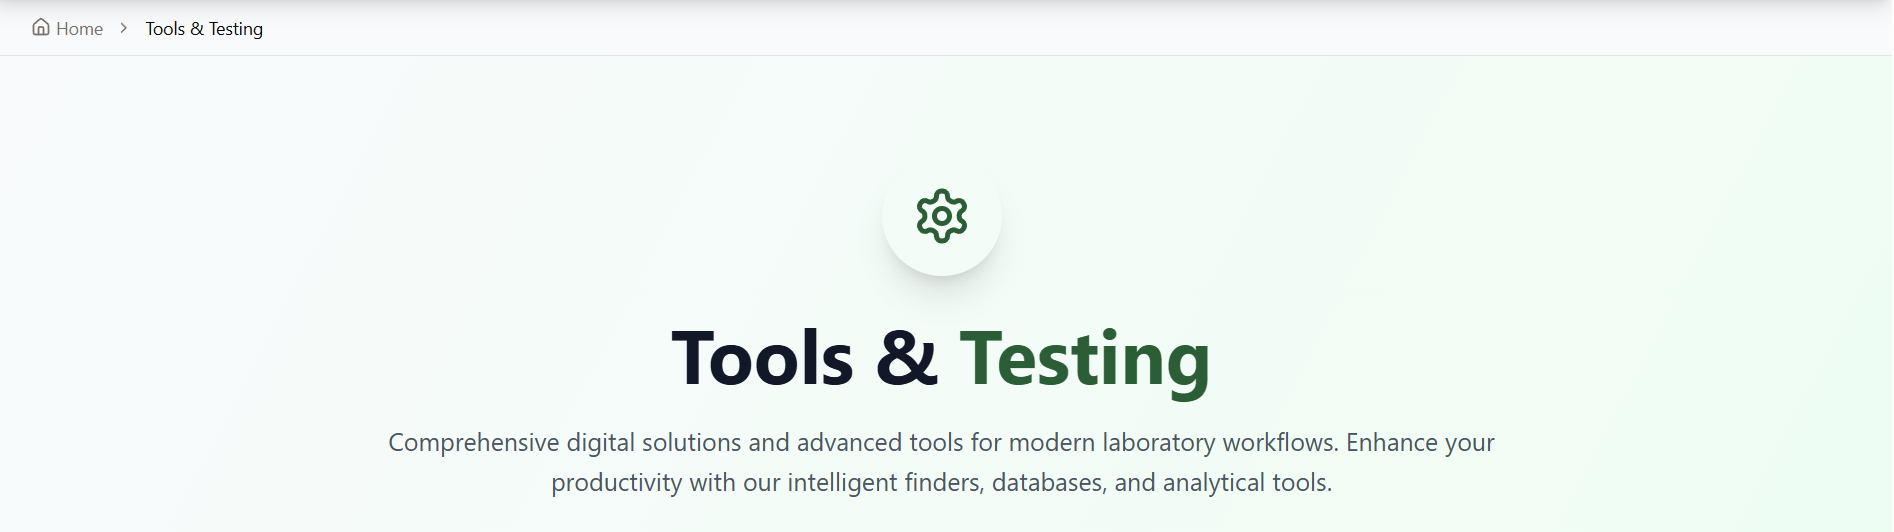 Home > Tools & Testing
Tools & Testing
Comprehensive digital solutions and advanced tools for modern laboratory workflows. Enhance your
productivity with our intelligent finders, databases, and analytical tools.